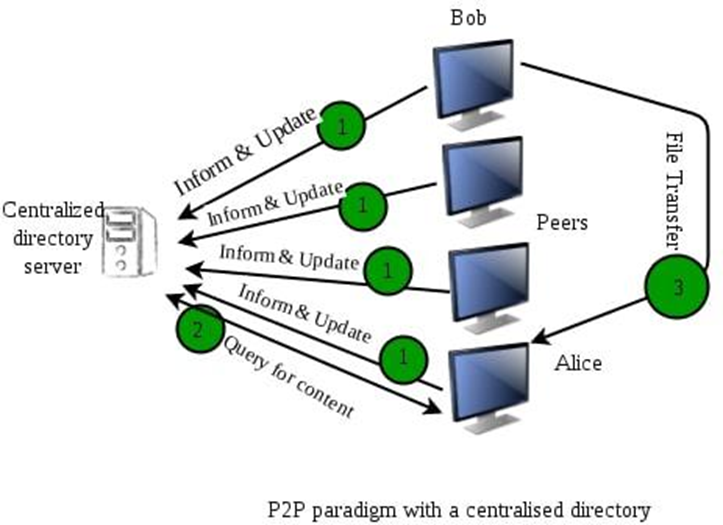 Bob
Inform & Update
1
Inform & Update
1
Inform & Update
1
Inform & Update
1
2
Query for content
Centralized
directory
server
Peers
File Transfer
3
Alice
P2P paradigm with a centralised directory